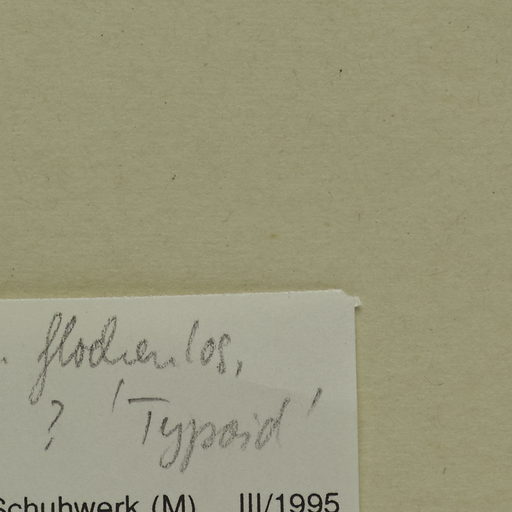 . flockenlos,
? 'Typoid'
Schuhwerk (M) III/1995